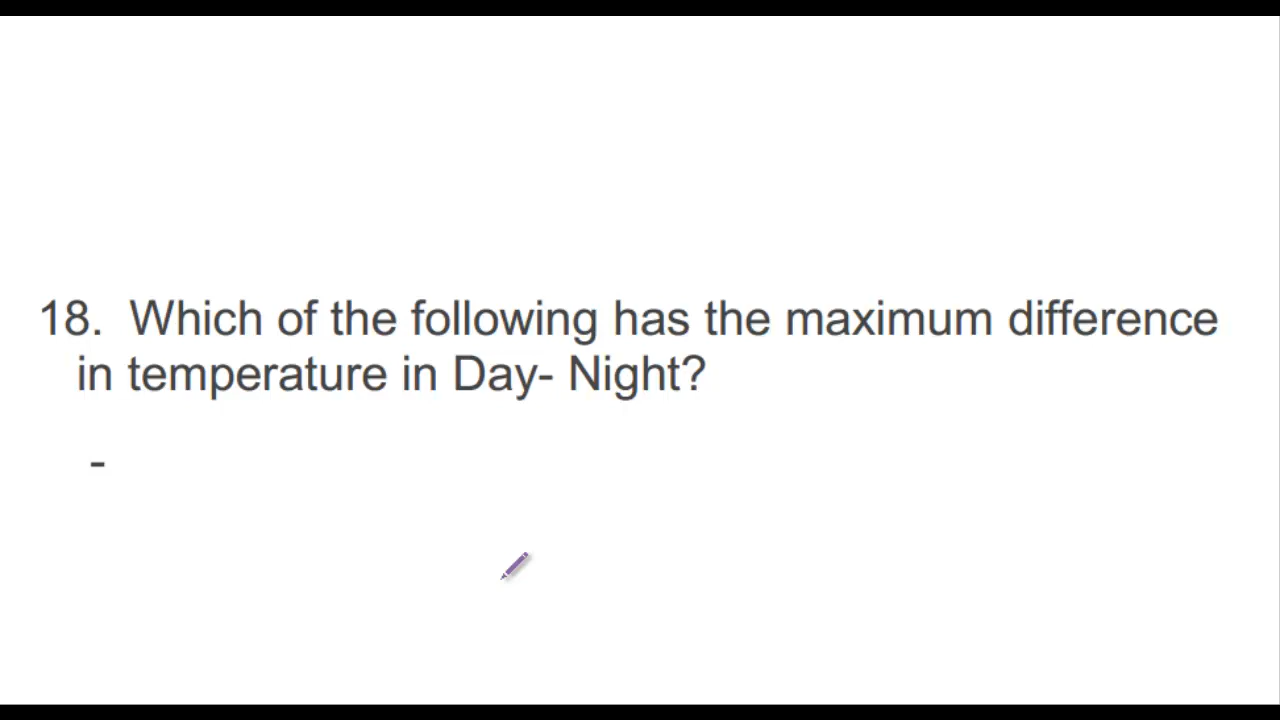 18. Which of the following has the maximum difference
in temperature in Day- Night?
-